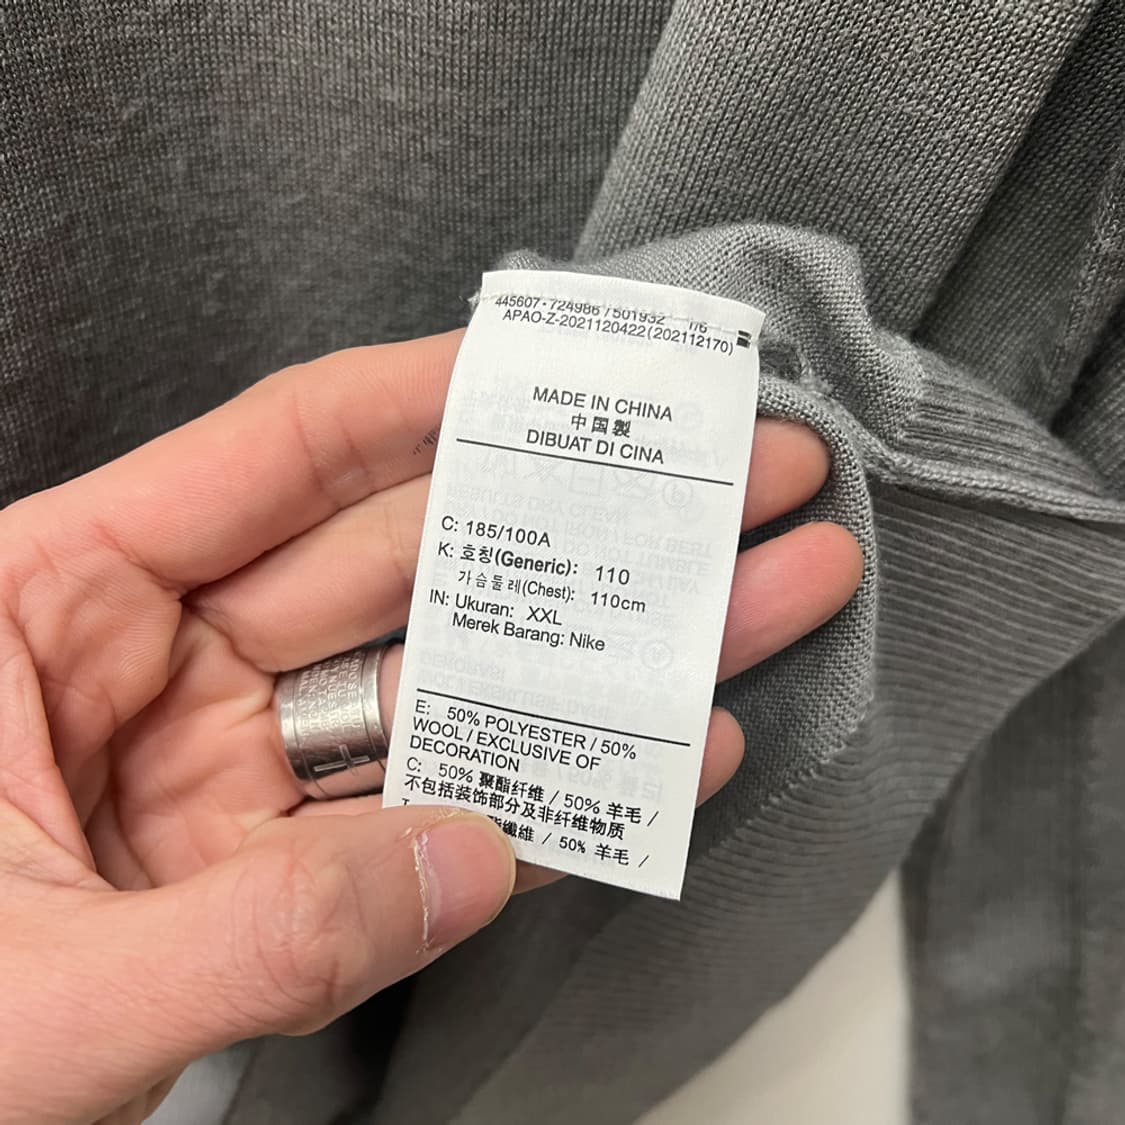 445607-724986 / 501932 1/6
APAO-Z-2021120422(202112170)
MADE IN CHINA
中国製
DIBUAT DI CINA
C: 185/100A
K: 호칭(Generic): 110
가슴둘레(Chest): 110cm
IN: Ukuran: XXL
Merek Barang: Nike
E: 50% POLYESTER / 50%
WOOL / EXCLUSIVE OF
DECORATION
C: 50% 聚酯纤维 / 50% 羊毛 /
不包括装饰部分及非纤维物质
酯纖維 / 50% 羊毛 /